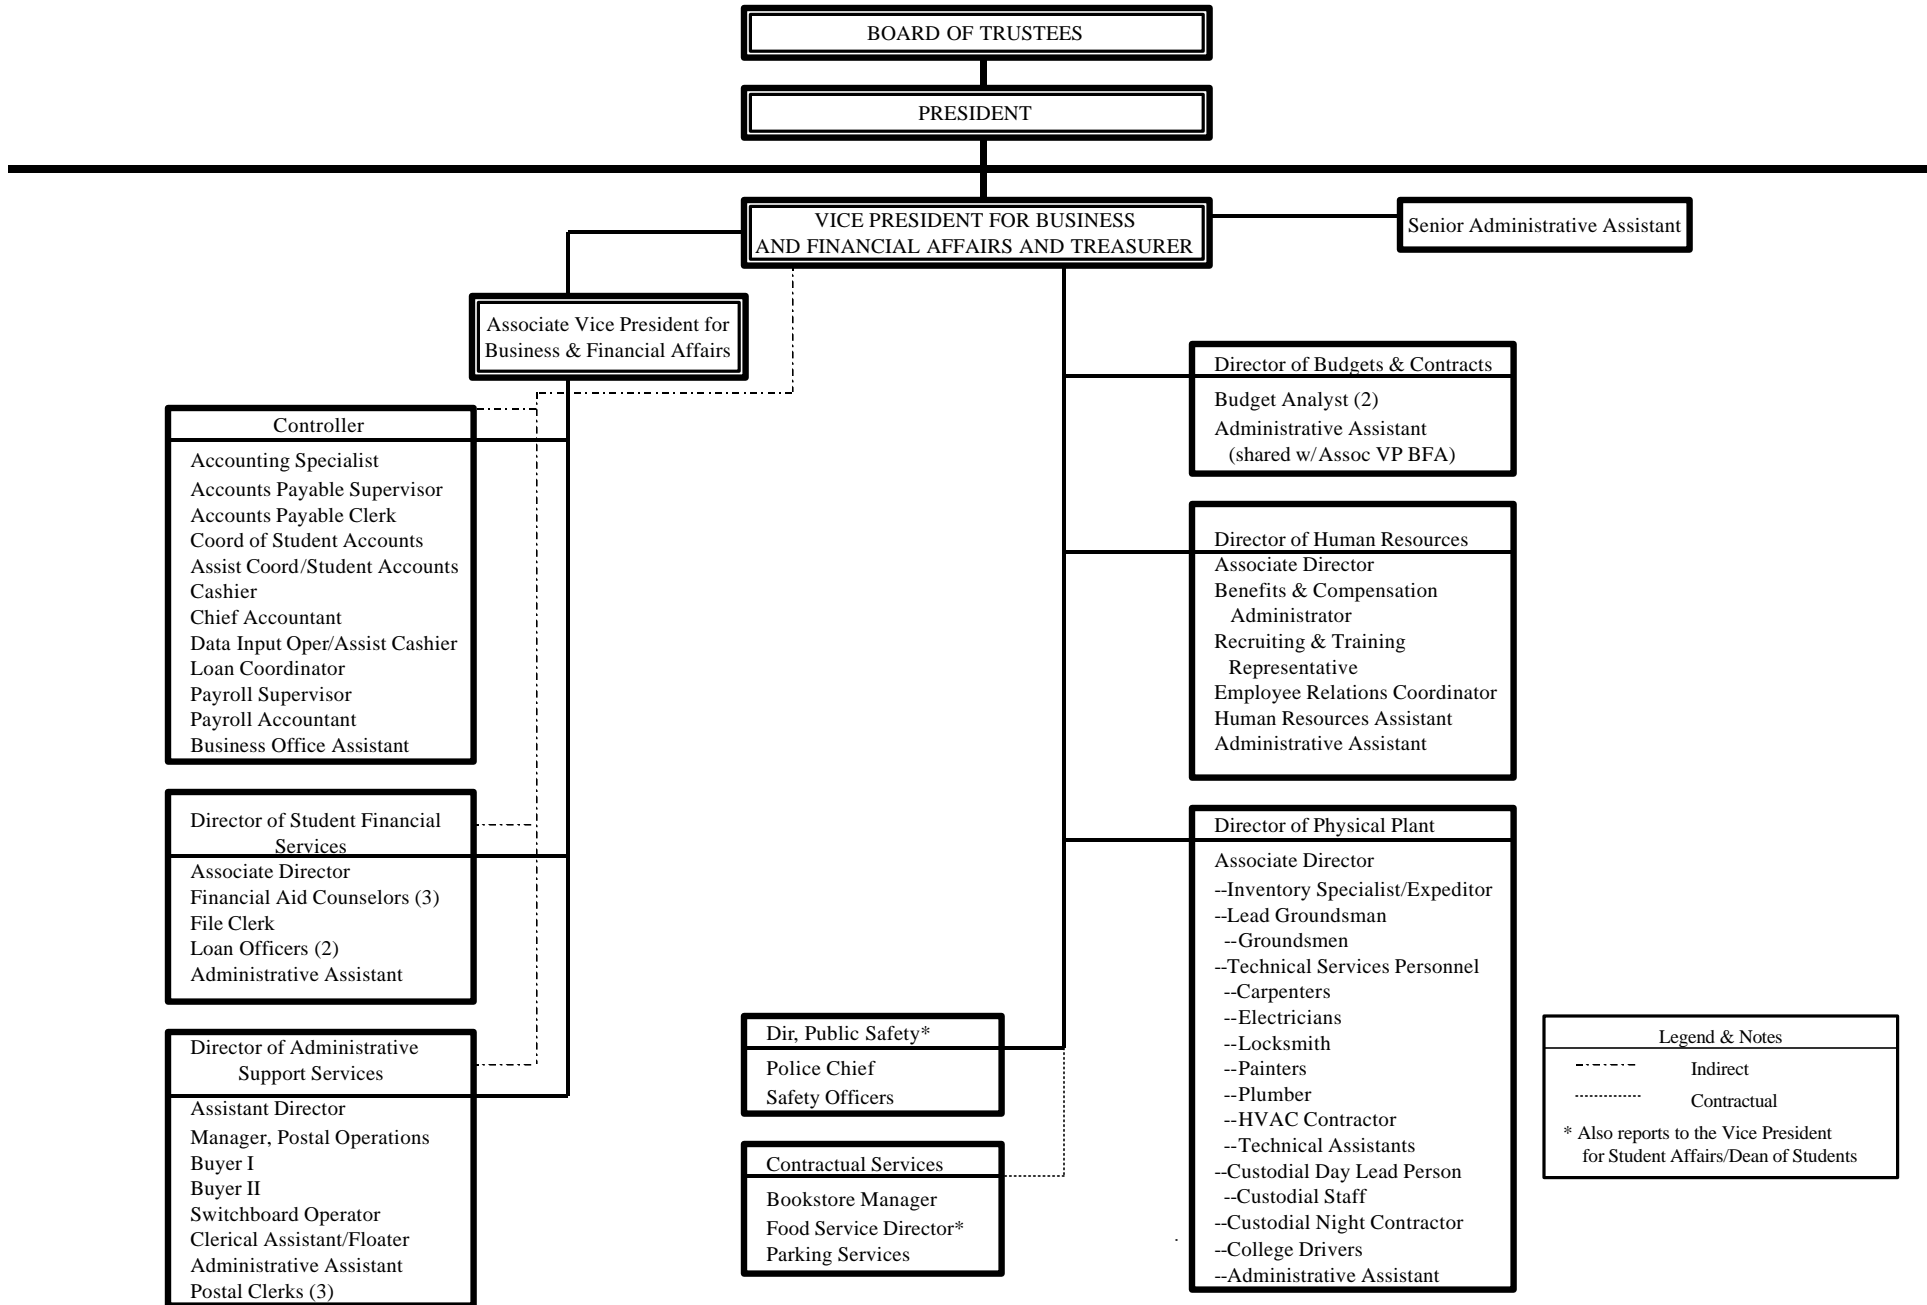 BOARD OF TRUSTEES
PRESIDENT
VICE PRESIDENT FOR BUSINESS
AND FINANCIAL AFFAIRS AND TREASURER
Senior Administrative Assistant
Associate Vice President for
Business & Financial Affairs
Controller
Accounting Specialist
Accounts Payable Supervisor
Accounts Payable Clerk
Coord of Student Accounts
Assist Coord/Student Accounts
Cashier
Chief Accountant
Data Input Oper/Assist Cashier
Loan Coordinator
Payroll Supervisor
Payroll Accountant
Business Office Assistant
Director of Student Financial
Services
Associate Director
Financial Aid Counselors (3)
File Clerk
Loan Officers (2)
Administrative Assistant
Director of Administrative
Support Services
Assistant Director
Manager, Postal Operations
Buyer I
Buyer II
Switchboard Operator
Clerical Assistant/Floater
Administrative Assistant
Postal Clerks (3)
Dir, Public Safety*
Police Chief
Safety Officers
Contractual Services
Bookstore Manager
Food Service Director*
Parking Services
Director of Budgets & Contracts
Budget Analyst (2)
Administrative Assistant
(shared w/Assoc VP BFA)
Director of Human Resources
Associate Director
Benefits & Compensation
Administrator
Recruiting & Training
Representative
Employee Relations Coordinator
Human Resources Assistant
Administrative Assistant
Director of Physical Plant
Associate Director
--Inventory Specialist/Expeditor
--Lead Groundsman
--Groundsmen
--Technical Services Personnel
--Carpenters
--Electricians
--Locksmith
--Painters
--Plumber
--HVAC Contractor
--Technical Assistants
--Custodial Day Lead Person
--Custodial Staff
--Custodial Night Contractor
--College Drivers
--Administrative Assistant
Legend & Notes
Indirect
Contractual
* Also reports to the Vice President
for Student Affairs/Dean of Students